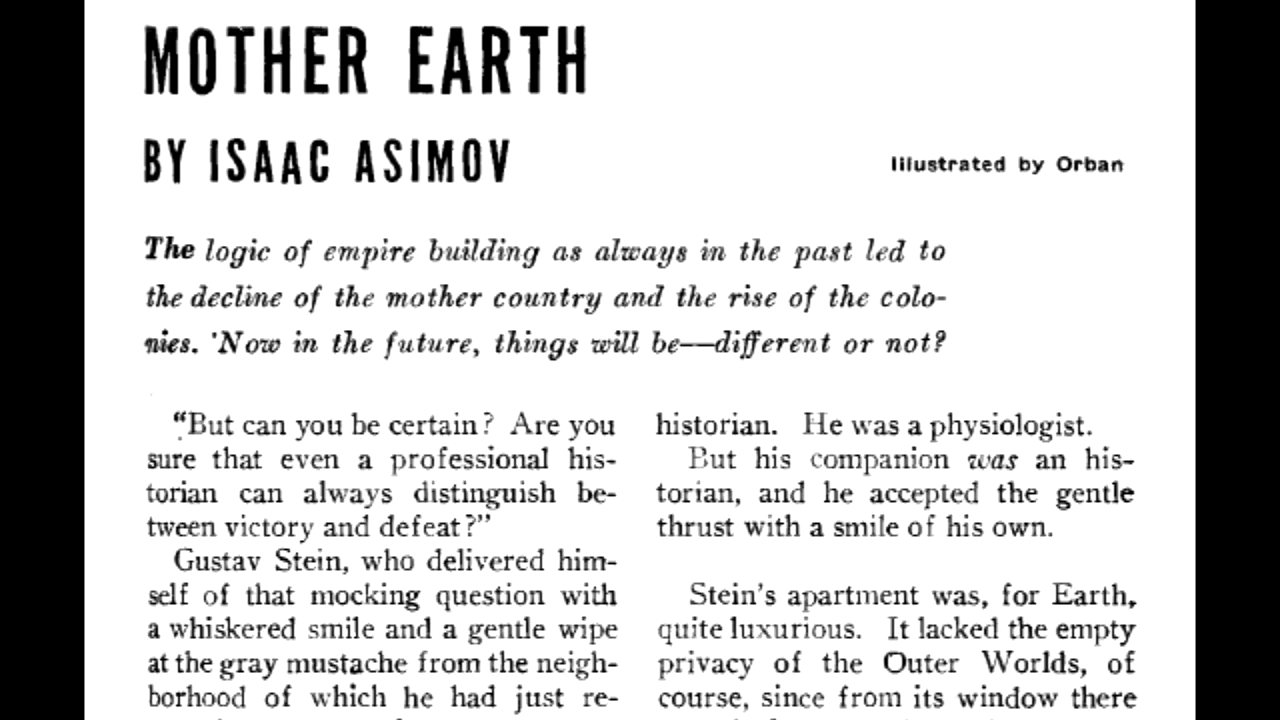 MOTHER EARTH
BY ISAAC ASIMOV
Illustrated by Orban
The logic of empire building as always in the past led to
the decline of the mother country and the rise of the colo-
nies. 'Now in the future, things will be—different or not?
"But can you be certain? Are you
sure that even a professional his-
torian can always distinguish be-
tween victory and defeat?"
Gustav Stein, who delivered him-
self of that mocking question with
a whiskered smile and a gentle wipe
at the gray mustache from the neigh-
borhood of which he had just re-
historian. He was a physiologist.
But his companion was an his-
torian, and he accepted the gentle
thrust with a smile of his own.
Stein's apartment was, for Earth,
quite luxurious. It lacked the empty
privacy of the Outer Worlds, of
course, since from its window there